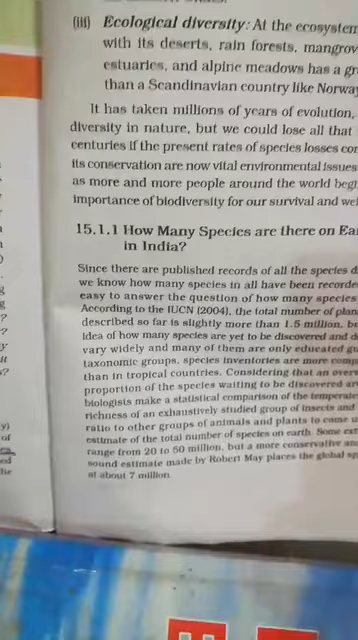 (iii) Ecological diversity: At the ecosystem
with its deserts, rain forests, mangrov
estuaries, and alpine meadows has a gr
than a Scandinavian country like Norway
It has taken millions of years of evolution,
diversity in nature, but we could lose all that
centuries if the present rates of species losses con
its conservation are now vital environmental issues
as more and more people around the world begi
importance of biodiversity for our survival and wel
15.1.1 How Many Species are there on Ea
in India?
Since there are published records of all the species d
we know how many species in all have been recorde
easy to answer the question of how many species
According to the IUCN (2004), the total number of plan
described so far is slightly more than 1.5 million, b
idea of how many species are yet to be discovered and d
vary widely and many of them are only educated gu
taxonomic groups, species inventories are more comp
than in tropical countries. Considering that an overw
proportion of the species waiting to be discovered ar
biologists make a statistical comparison of the temperate
richness of an exhaustively studied group of insects and
ratio to other groups of animals and plants to come u
estimate of the total number of species on earth. Some ext
range from 20 to 50 million, but a more conservative and
sound estimate made by Robert May places the global sp
at about 7 million.